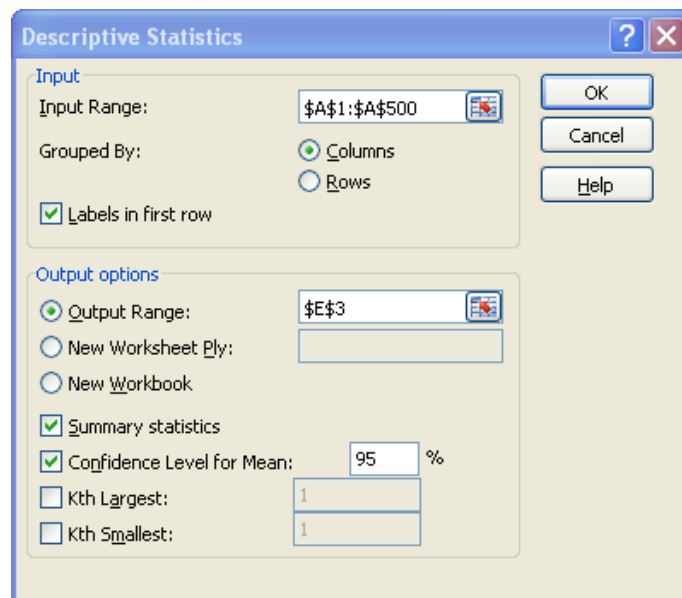 Descriptive Statistics
Input
Input Range: $A$1:$A$500
Grouped By: Columns
Rows
Labels in first row
OK
Cancel
Help
Output options
Output Range: $E$3
New Worksheet Ply:
New Workbook
Summary statistics
Confidence Level for Mean: 95 %
Kth Largest: 1
Kth Smallest: 1